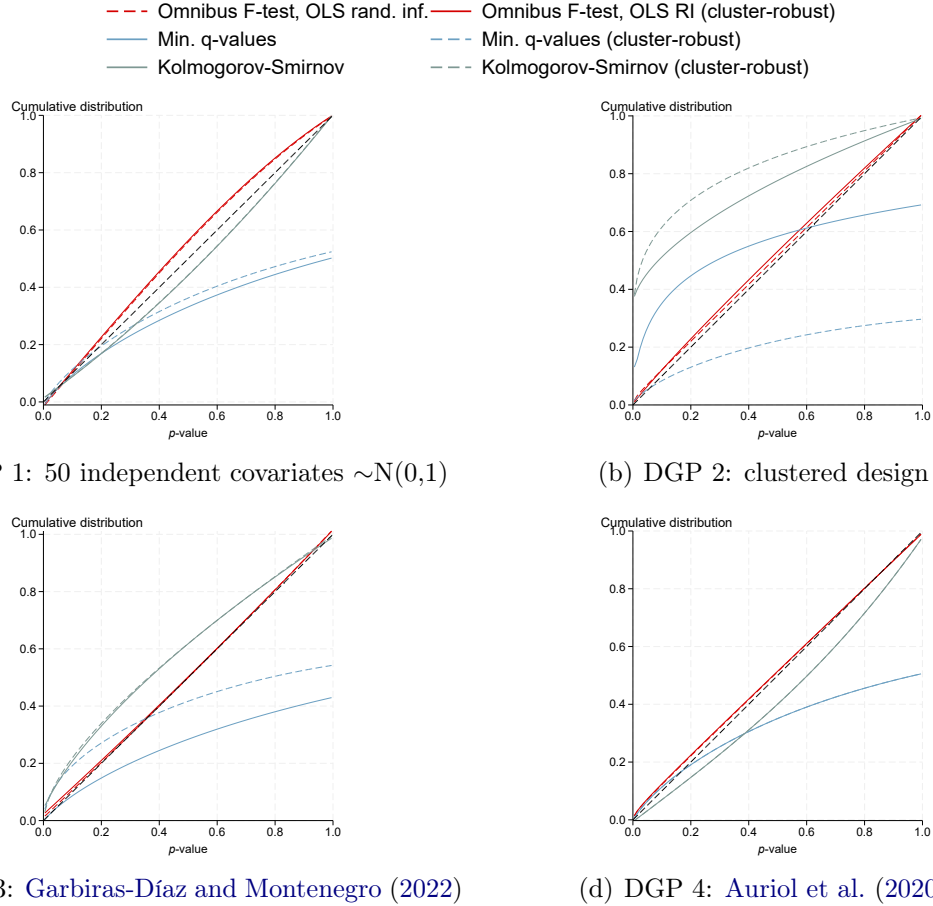 Omnibus F-test, OLS rand. inf. Omnibus F-test, OLS RI (cluster-robust)
Min. q-values Min. q-values (cluster-robust)
Kolmogorov-Smirnov Kolmogorov-Smirnov (cluster-robust)
Cumulative distribution Cumulative distribution
1.0 1.0
0.8 0.8
0.6 0.6
0.4 0.4
0.2 0.2
0.0 0.0
0.0 0.2 0.4 0.6 0.8 1.0 0.0 0.2 0.4 0.6 0.8 1.0
p-value p-value
1: 50 independent covariates ∼N(0,1) (b) DGP 2: clustered design
Cumulative distribution Cumulative distribution
1.0 1.0
0.8 0.8
0.6 0.6
0.4 0.4
0.2 0.2
0.0 0.0
0.0 0.2 0.4 0.6 0.8 1.0 0.0 0.2 0.4 0.6 0.8 1.0
p-value p-value
3: Garbiras-Díaz and Montenegro (2022) (d) DGP 4: Auriol et al. (2020